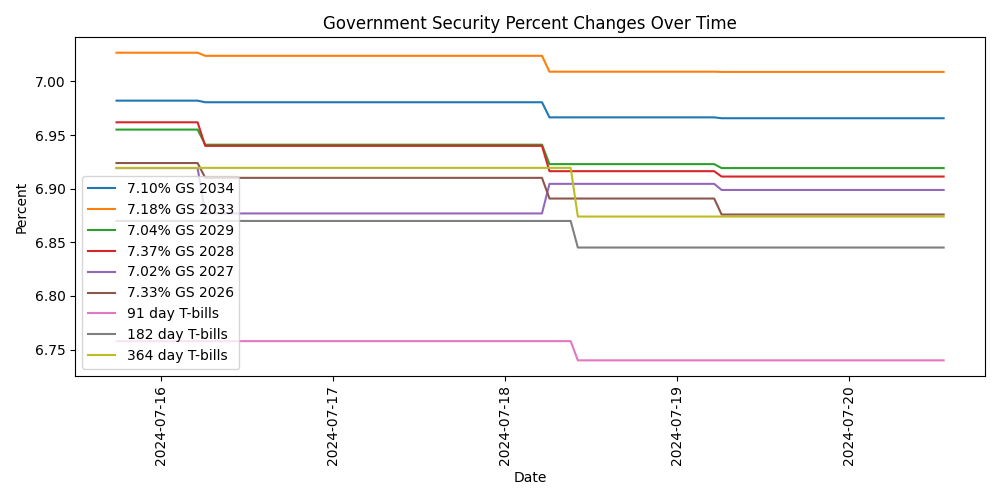 Government Security Percent Changes Over Time
Percent
7.00
6.95
6.90
6.85
6.80
6.75
7.10% GS 2034
7.18% GS 2033
7.04% GS 2029
7.37% GS 2028
7.02% GS 2027
7.33% GS 2026
91 day T-bills
182 day T-bills
364 day T-bills
2024-07-16
2024-07-17
2024-07-18
2024-07-19
2024-07-20
Date